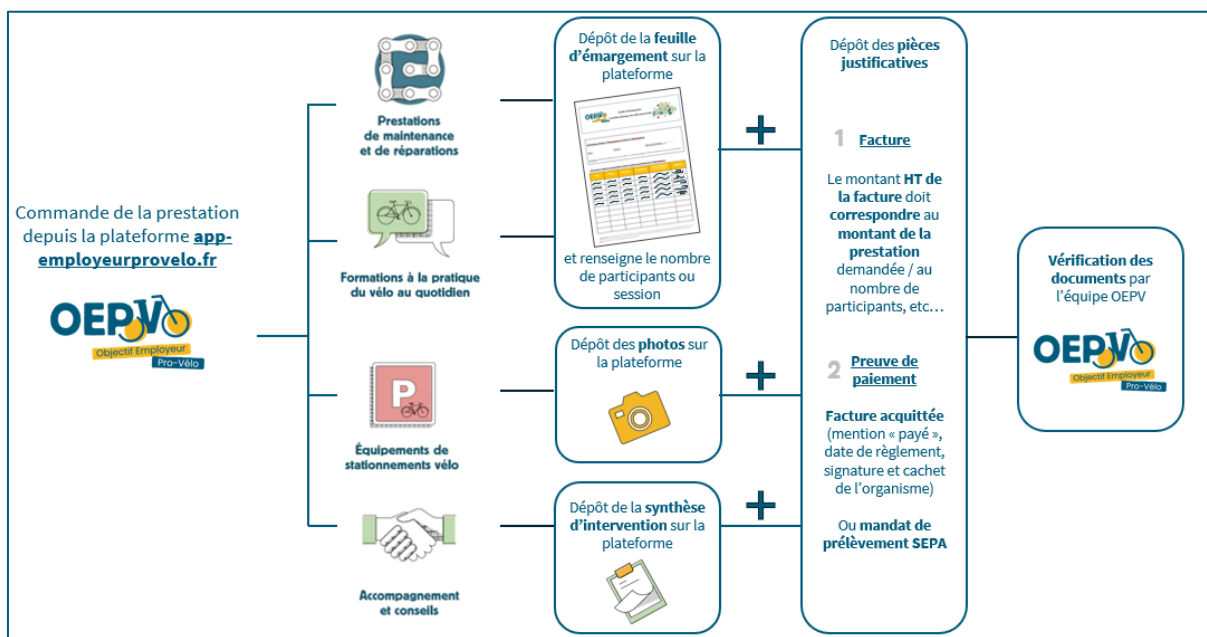 Commande de la prestation
depuis la plateforme app-
employeurprovelo.fr
OEPV
Objectif Employeur
Pro-Vélo
Prestations
de maintenance
et de réparations
Formations à la pratique
du vélo au quotidien
P
Équipements de
stationnements vélo
Accompagnement
et conseils
Dépôt de la feuille
d'émargement sur la
plateforme
OEPV
et renseigne le nombre
de participants ou
session
Dépôt des photos sur
la plateforme
Dépôt de la synthèse
d'intervention sur la
plateforme
+
+
+
Dépôt des pièces
justificatives
1 Facture
Le montant HT de
la facture doit
correspondre au
montant de la
prestation
demandée / au
nombre de
participants, etc…
2 Preuve de
paiement
Facture acquittée
(mention « payé »,
date de règlement,
signature et cachet
de l'organisme)
Ou mandat de
prélèvement SEPA
Vérification des
documents par
l'équipe OEPV
OEPV
Objectif Employeur
Pro-Vélo